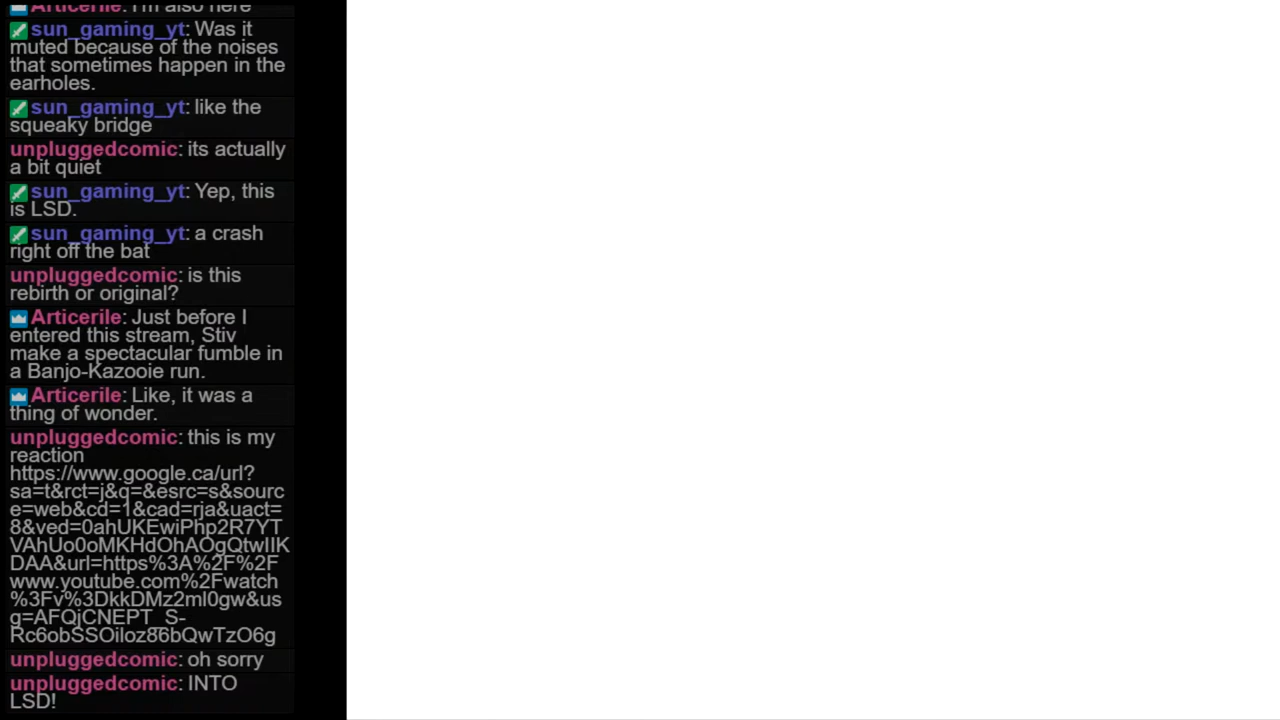 Articerile: I'm also here
sun_gaming_yt: Was it
muted because of the noises
that sometimes happen in the
earholes.
sun_gaming_yt: like the
squeaky bridge
unpluggedcomic: its actually
a bit quiet
sun_gaming_yt: Yep, this
is LSD.
sun_gaming_yt: a crash
right off the bat
unpluggedcomic: is this
rebirth or original?
Articerile: Just before I
entered this stream, Stiv
make a spectacular fumble in
a Banjo-Kazooie run.
Articerile: Like, it was a
thing of wonder.
unpluggedcomic: this is my
reaction
https://www.google.ca/url?
sa=t&rct=j&q=&esrc=s&sourc
e=web&cd=1&cad=rja&uact=
8&ved=0ahUKEwiPhp2R7YT
VAhUo0oMKHdOhAOgQtwIIK
DAA&url=https%3A%2F%2F
www.youtube.com%2Fwatch
%3Fv%3DkkDMz2ml0gw&us
g=AFQjCNEPT_S-
Rc6obSSOiloz86bQwTzO6g
unpluggedcomic: oh sorry
unpluggedcomic: INTO
LSD!